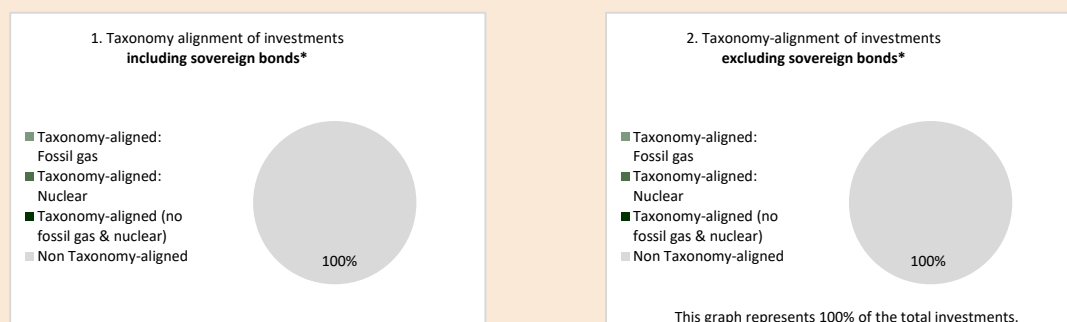 1. Taxonomy alignment of investments
including sovereign bonds*
Taxonomy-aligned:
Fossil gas
Taxonomy-aligned:
Nuclear
Taxonomy-aligned (no
fossil gas & nuclear)
Non Taxonomy-aligned
100%
2. Taxonomy-alignment of investments
excluding sovereign bonds*
Taxonomy-aligned:
Fossil gas
Taxonomy-aligned:
Nuclear
Taxonomy-aligned (no
fossil gas & nuclear)
Non Taxonomy-aligned
100%
This graph represents 100% of the total investments.